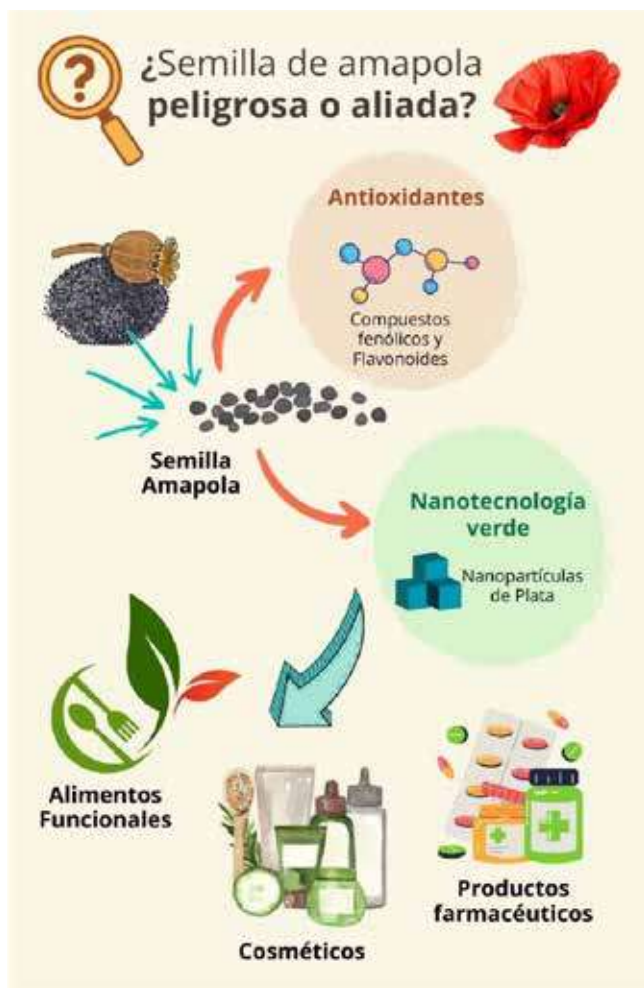 ¿Semilla de amapola
peligrosa o aliada?
Antioxidantes
Compuestos
fenólicos y
Flavonoides
Semilla
Amapola
Nanotecnología
verde
Nanopartículas
de Plata
Alimentos
Funcionales
Cosméticos
Productos
farmacéuticos